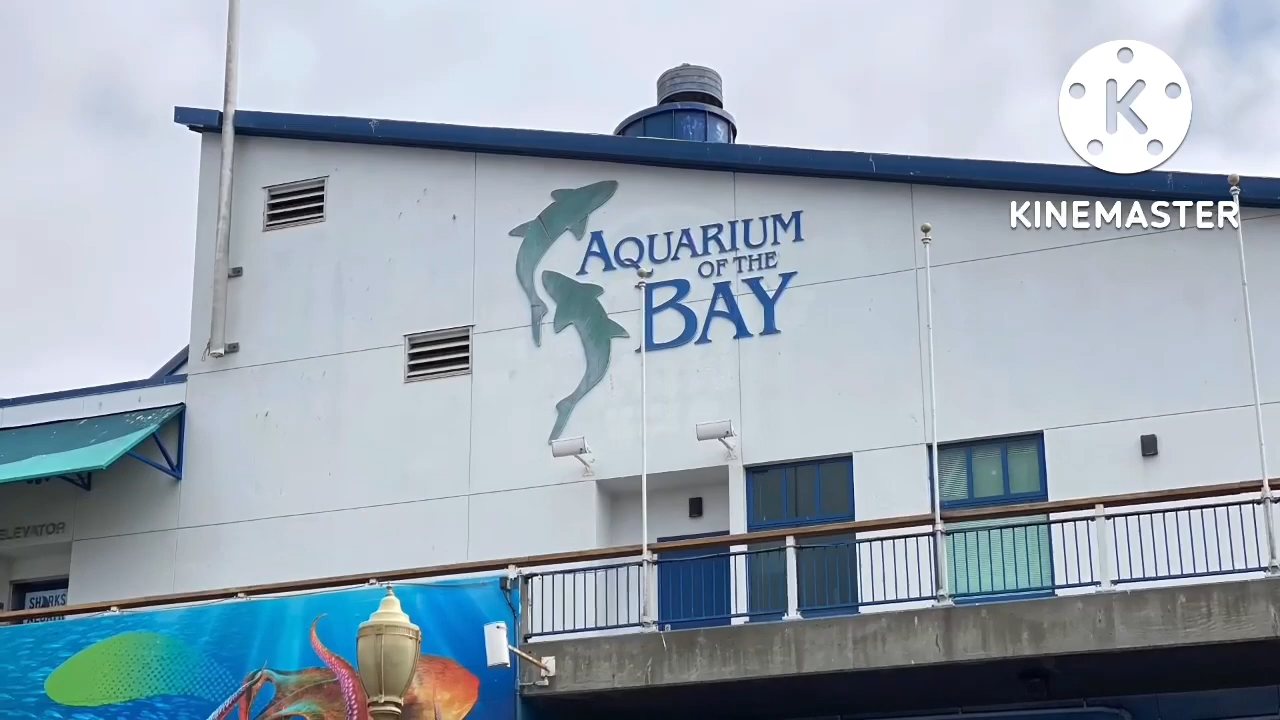 K
KINEMASTER
AQUARIUM
OF THE
BAY
ELEVATOR
SHARKS